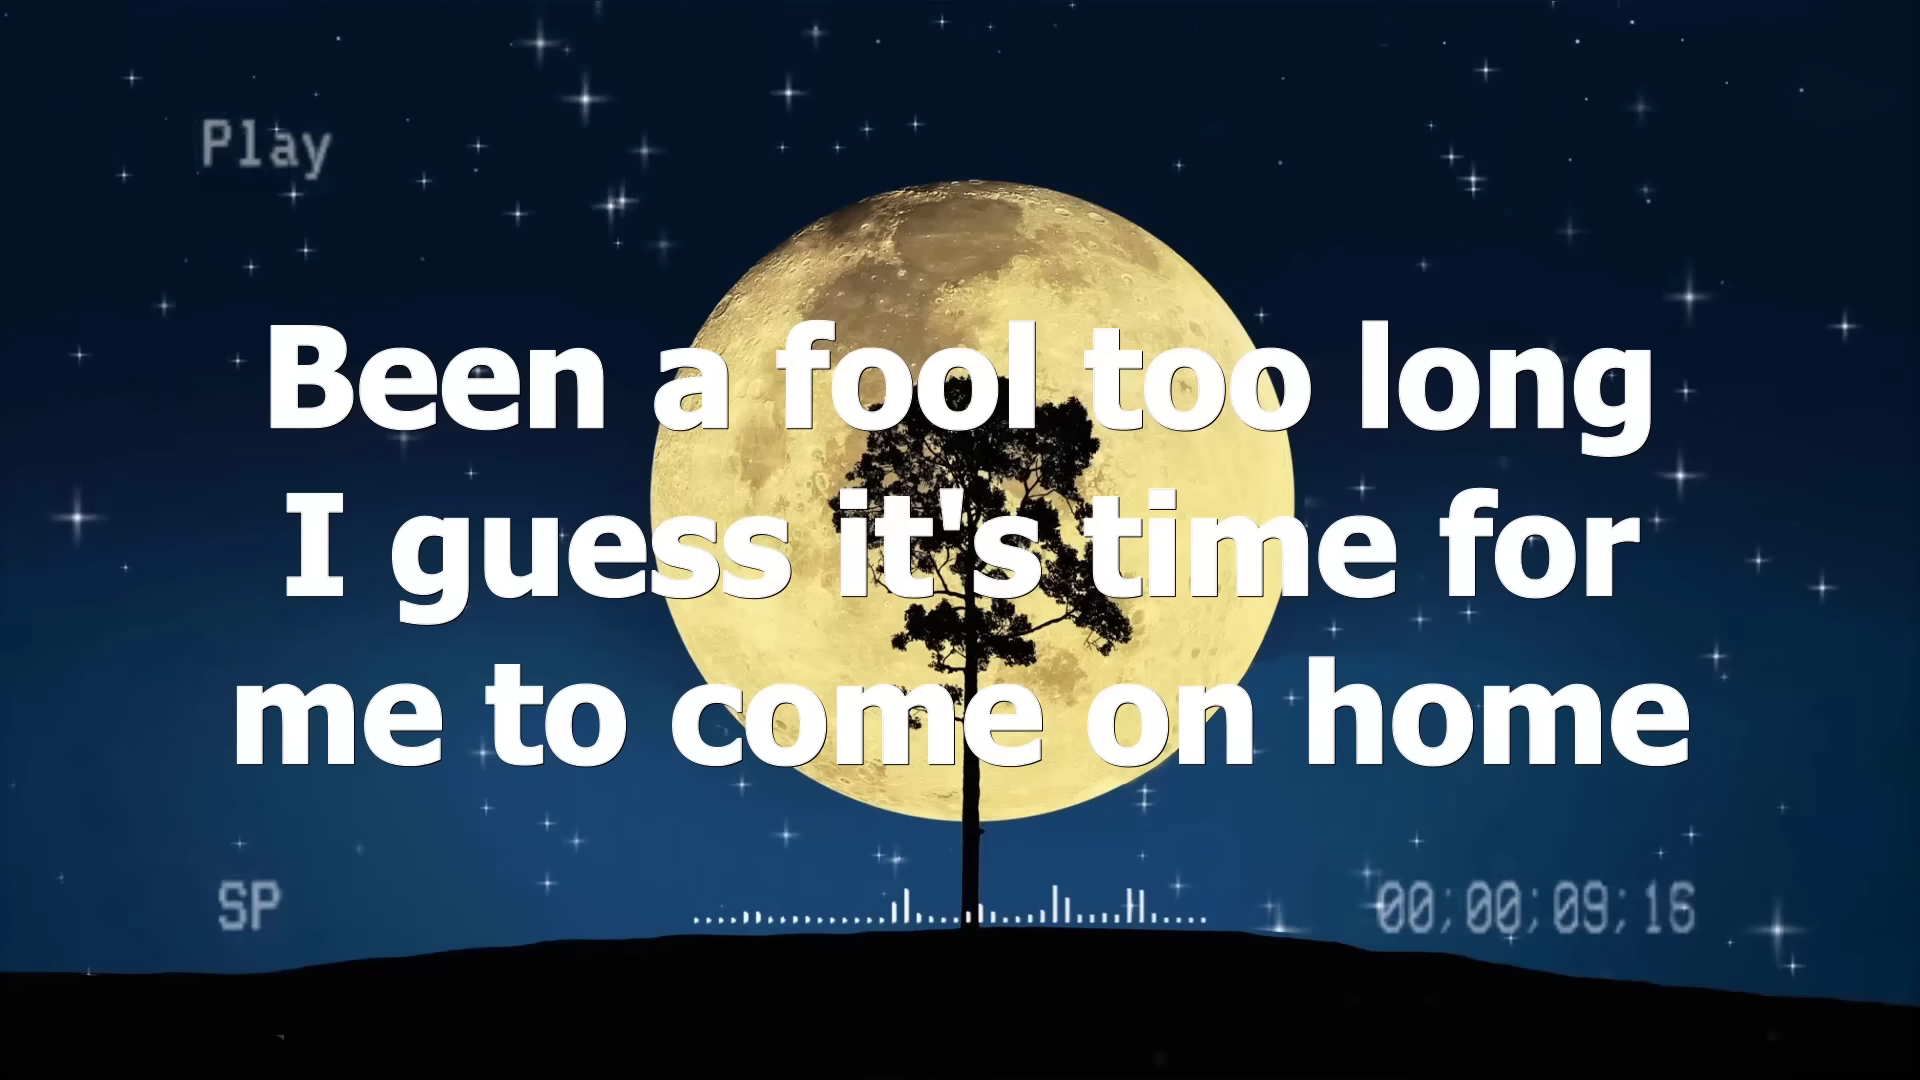 Play
Been a fool too long
I guess it's time for
me to come on home
SP
00;00;09;16